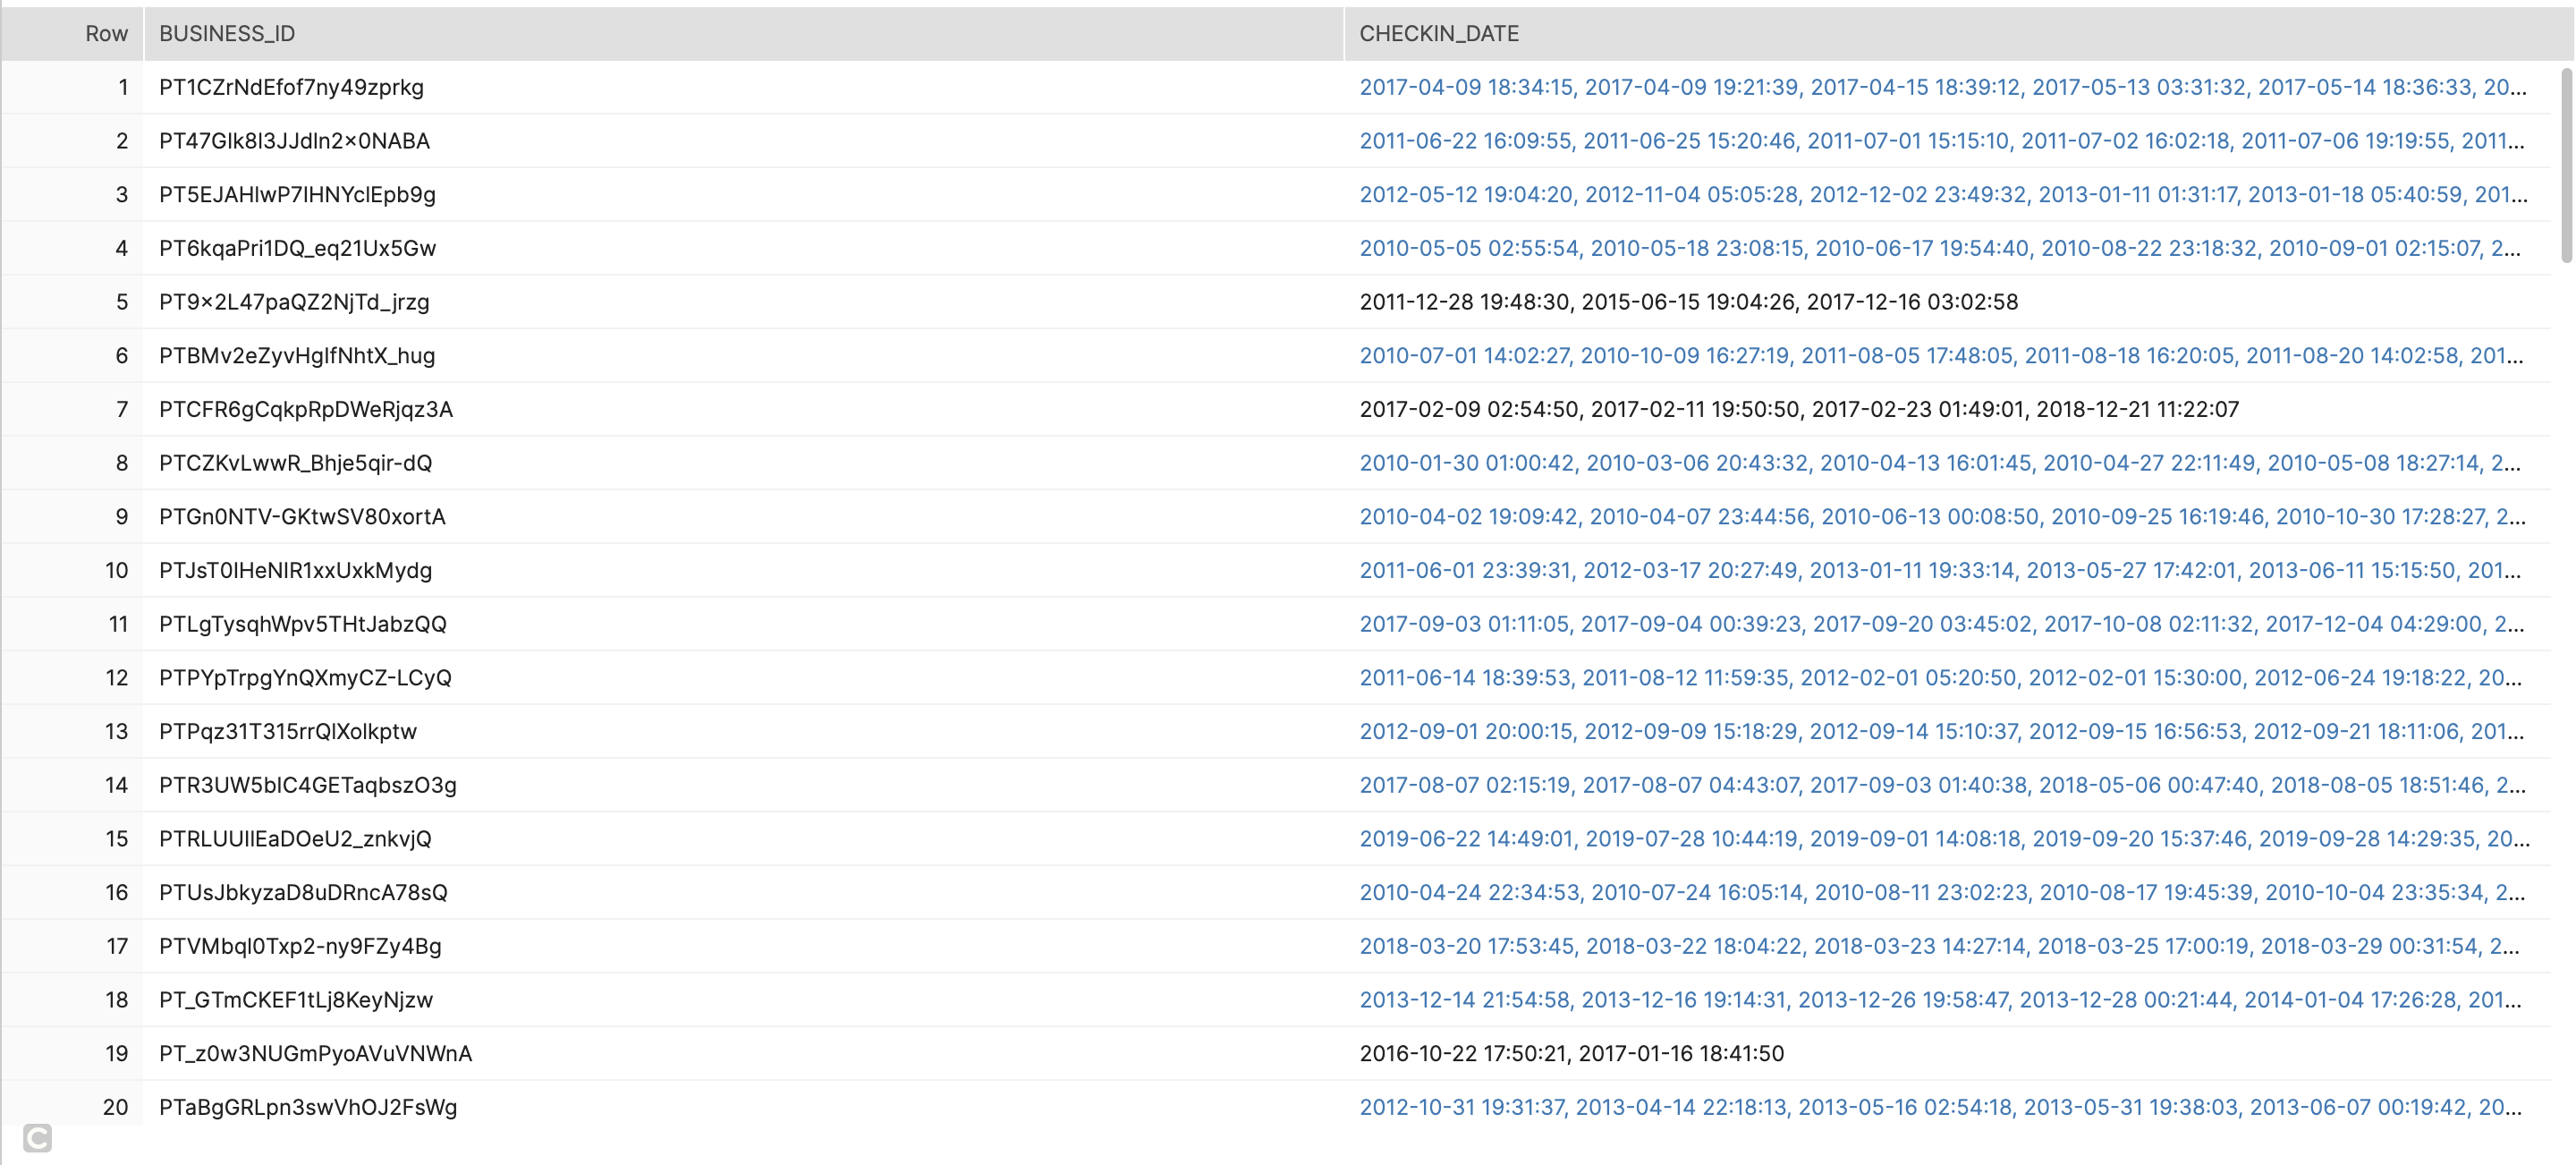 Row BUSINESS_ID CHECKIN_DATE
1 PT1CZrNdEfof7ny49zprkg 2017-04-09 18:34:15, 2017-04-09 19:21:39, 2017-04-15 18:39:12, 2017-05-13 03:31:32, 2017-05-14 18:36:33, 20...
2 PT47GIk8I3JJdln2×0NABA 2011-06-22 16:09:55, 2011-06-25 15:20:46, 2011-07-01 15:15:10, 2011-07-02 16:02:18, 2011-07-06 19:19:55, 2011...
3 PT5EJAHlwP7lHNYclEpb9g 2012-05-12 19:04:20, 2012-11-04 05:05:28, 2012-12-02 23:49:32, 2013-01-11 01:31:17, 2013-01-18 05:40:59, 201...
4 PT6kqaPri1DQ_eq21Ux5Gw 2010-05-05 02:55:54, 2010-05-18 23:08:15, 2010-06-17 19:54:40, 2010-08-22 23:18:32, 2010-09-01 02:15:07, 2...
5 PT9×2L47paQZ2NjTd_jrzg 2011-12-28 19:48:30, 2015-06-15 19:04:26, 2017-12-16 03:02:58
6 PTBMv2eZyvHglfNhtX_hug 2010-07-01 14:02:27, 2010-10-09 16:27:19, 2011-08-05 17:48:05, 2011-08-18 16:20:05, 2011-08-20 14:02:58, 201...
7 PTCFR6gCqkpRpDWeRjqz3A 2017-02-09 02:54:50, 2017-02-11 19:50:50, 2017-02-23 01:49:01, 2018-12-21 11:22:07
8 PTCZKvLwwR_Bhje5qir-dQ 2010-01-30 01:00:42, 2010-03-06 20:43:32, 2010-04-13 16:01:45, 2010-04-27 22:11:49, 2010-05-08 18:27:14, 2...
9 PTGn0NTV-GKtwSV80xortA 2010-04-02 19:09:42, 2010-04-07 23:44:56, 2010-06-13 00:08:50, 2010-09-25 16:19:46, 2010-10-30 17:28:27, 2...
10 PTJsT0lHeNlR1xxUxkMydg 2011-06-01 23:39:31, 2012-03-17 20:27:49, 2013-01-11 19:33:14, 2013-05-27 17:42:01, 2013-06-11 15:15:50, 201...
11 PTLgTysqhWpv5THtJabzQQ 2017-09-03 01:11:05, 2017-09-04 00:39:23, 2017-09-20 03:45:02, 2017-10-08 02:11:32, 2017-12-04 04:29:00, 2...
12 PTPYpTrpgYnQXmyCZ-LCyQ 2011-06-14 18:39:53, 2011-08-12 11:59:35, 2012-02-01 05:20:50, 2012-02-01 15:30:00, 2012-06-24 19:18:22, 20...
13 PTPqz31T315rrQlXolkptw 2012-09-01 20:00:15, 2012-09-09 15:18:29, 2012-09-14 15:10:37, 2012-09-15 16:56:53, 2012-09-21 18:11:06, 201...
14 PTR3UW5blC4GETaqbszO3g 2017-08-07 02:15:19, 2017-08-07 04:43:07, 2017-09-03 01:40:38, 2018-05-06 00:47:40, 2018-08-05 18:51:46, 2...
15 PTRLUUllEaDOeU2_znkvjQ 2019-06-22 14:49:01, 2019-07-28 10:44:19, 2019-09-01 14:08:18, 2019-09-20 15:37:46, 2019-09-28 14:29:35, 20...
16 PTUsJbkyzaD8uDRncA78sQ 2010-04-24 22:34:53, 2010-07-24 16:05:14, 2010-08-11 23:02:23, 2010-08-17 19:45:39, 2010-10-04 23:35:34, 2...
17 PTVMbql0Txp2-ny9FZy4Bg 2018-03-20 17:53:45, 2018-03-22 18:04:22, 2018-03-23 14:27:14, 2018-03-25 17:00:19, 2018-03-29 00:31:54, 2...
18 PT_GTmCKEF1tLj8KeyNjzw 2013-12-14 21:54:58, 2013-12-16 19:14:31, 2013-12-26 19:58:47, 2013-12-28 00:21:44, 2014-01-04 17:26:28, 201...
19 PT_z0w3NUGmPyoAVuVNWnA 2016-10-22 17:50:21, 2017-01-16 18:41:50
20 PTaBgGRLpn3swVhOJ2FsWg 2012-10-31 19:31:37, 2013-04-14 22:18:13, 2013-05-16 02:54:18, 2013-05-31 19:38:03, 2013-06-07 00:19:42, 20...
C